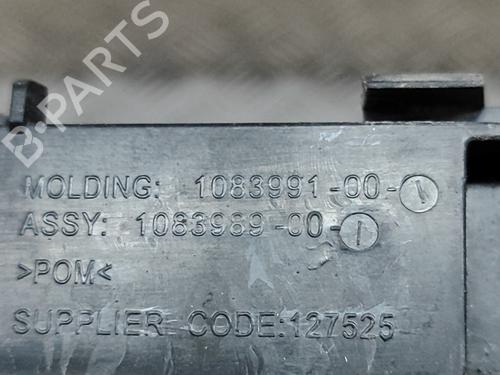 B-PARTS
MOLDING: 1083991-00-I
ASSY: 1083989-00-I
>POM<
SUPPLIER CODE:127525